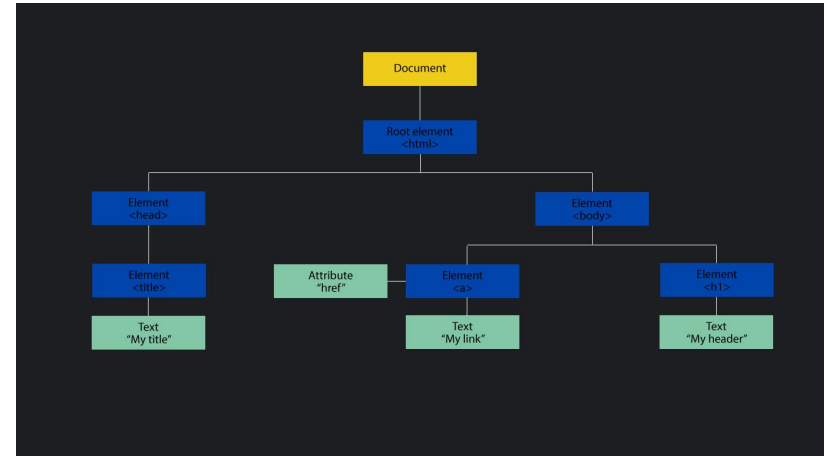 Document
Root element
<html>
Element
<head>
Element
<body>
Element
<title>
Attribute
“href”
Element
<a>
Element
<h1>
Text
“My title”
Text
“My link”
Text
“My header”